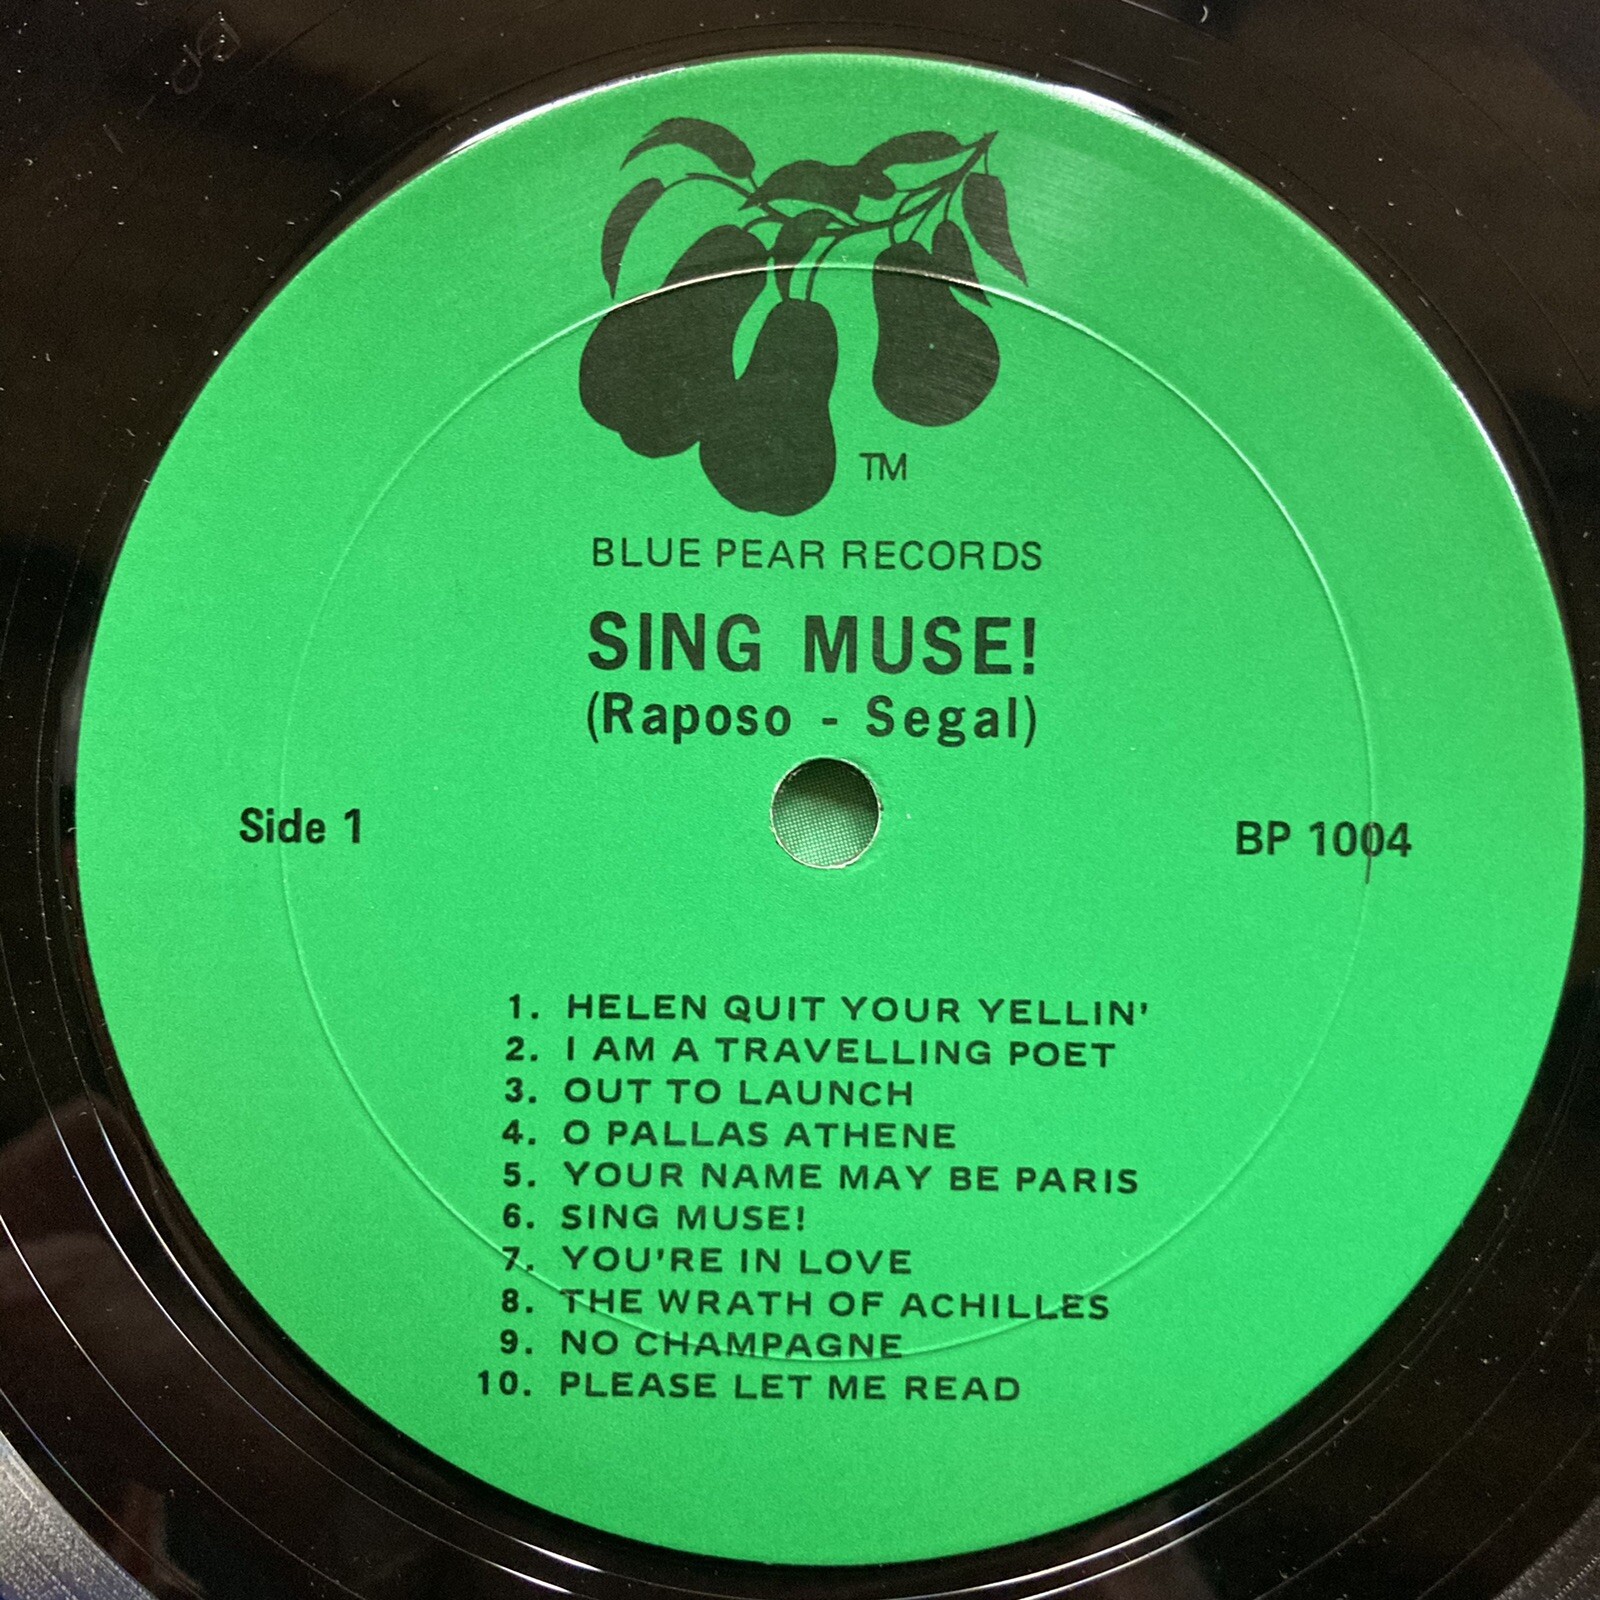 TM
BLUE PEAR RECORDS
SING MUSE!
(Raposo - Segal)
Side 1
BP 1004
1. HELEN QUIT YOUR YELLIN'
2. I AM A TRAVELLING POET
3. OUT TO LAUNCH
4. O PALLAS ATHENE
5. YOUR NAME MAY BE PARIS
6. SING MUSE!
7. YOU'RE IN LOVE
8. THE WRATH OF ACHILLES
9. NO CHAMPAGNE
10. PLEASE LET ME READ